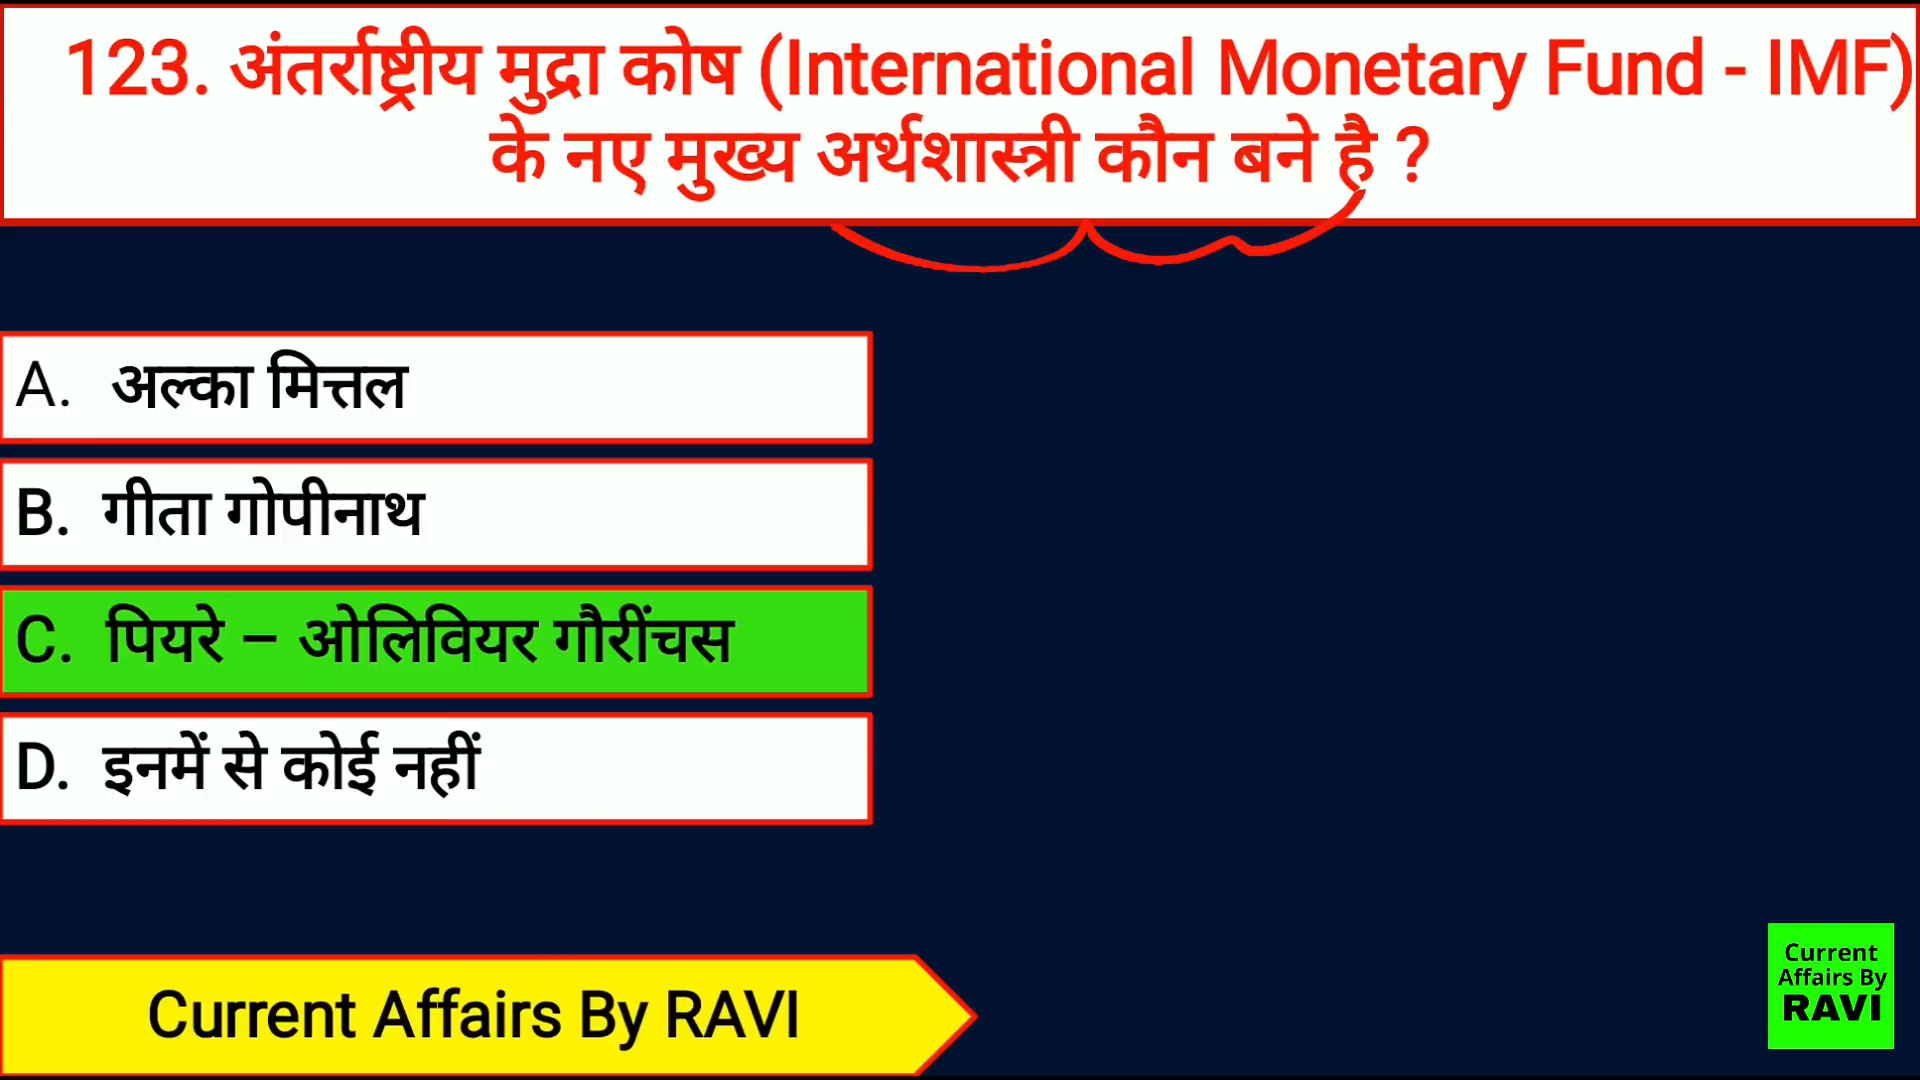 123. अंतर्राष्ट्रीय मुद्रा कोष (International Monetary Fund - IMF)
के नए मुख्य अर्थशास्त्री कौन बने है ?
A. अल्का मित्तल
B. गीता गोपीनाथ
C. पियरे – ओलिवियर गौरींचस
D. इनमें से कोई नहीं
Current Affairs By RAVI
Current
Affairs By
RAVI